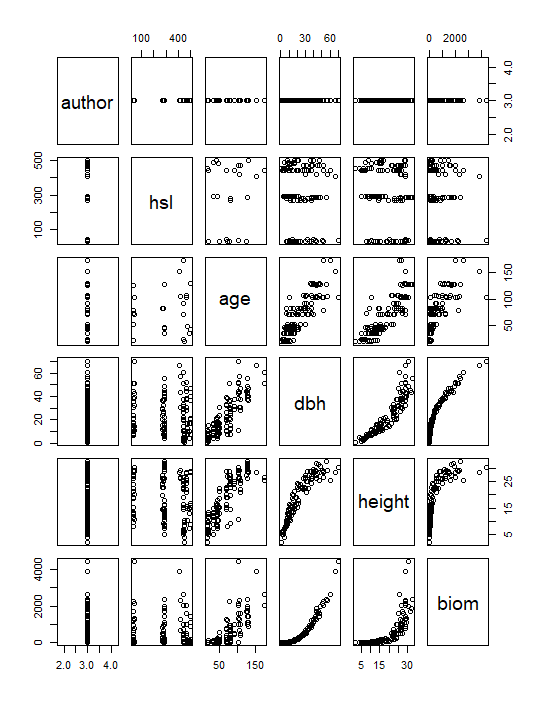 100 400
0 30 60
0 2000
author
2.0 3.0 4.0
hsl
100 300 500
age
50 100 150
dbh
0 20 40 60
height
5 15 25
biom
0 2000 4000
2.0 3.0 4.0
50 150
5 15 30